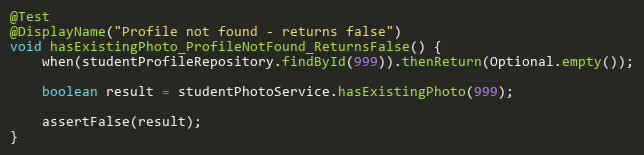 @Test
@DisplayName("Profile not found - returns false")
void hasExistingPhoto_ProfileNotFound_ReturnsFalse() {
    when(studentProfileRepository.findById(999)).thenReturn(Optional.empty());

    boolean result = studentPhotoService.hasExistingPhoto(999);

    assertFalse(result);
}